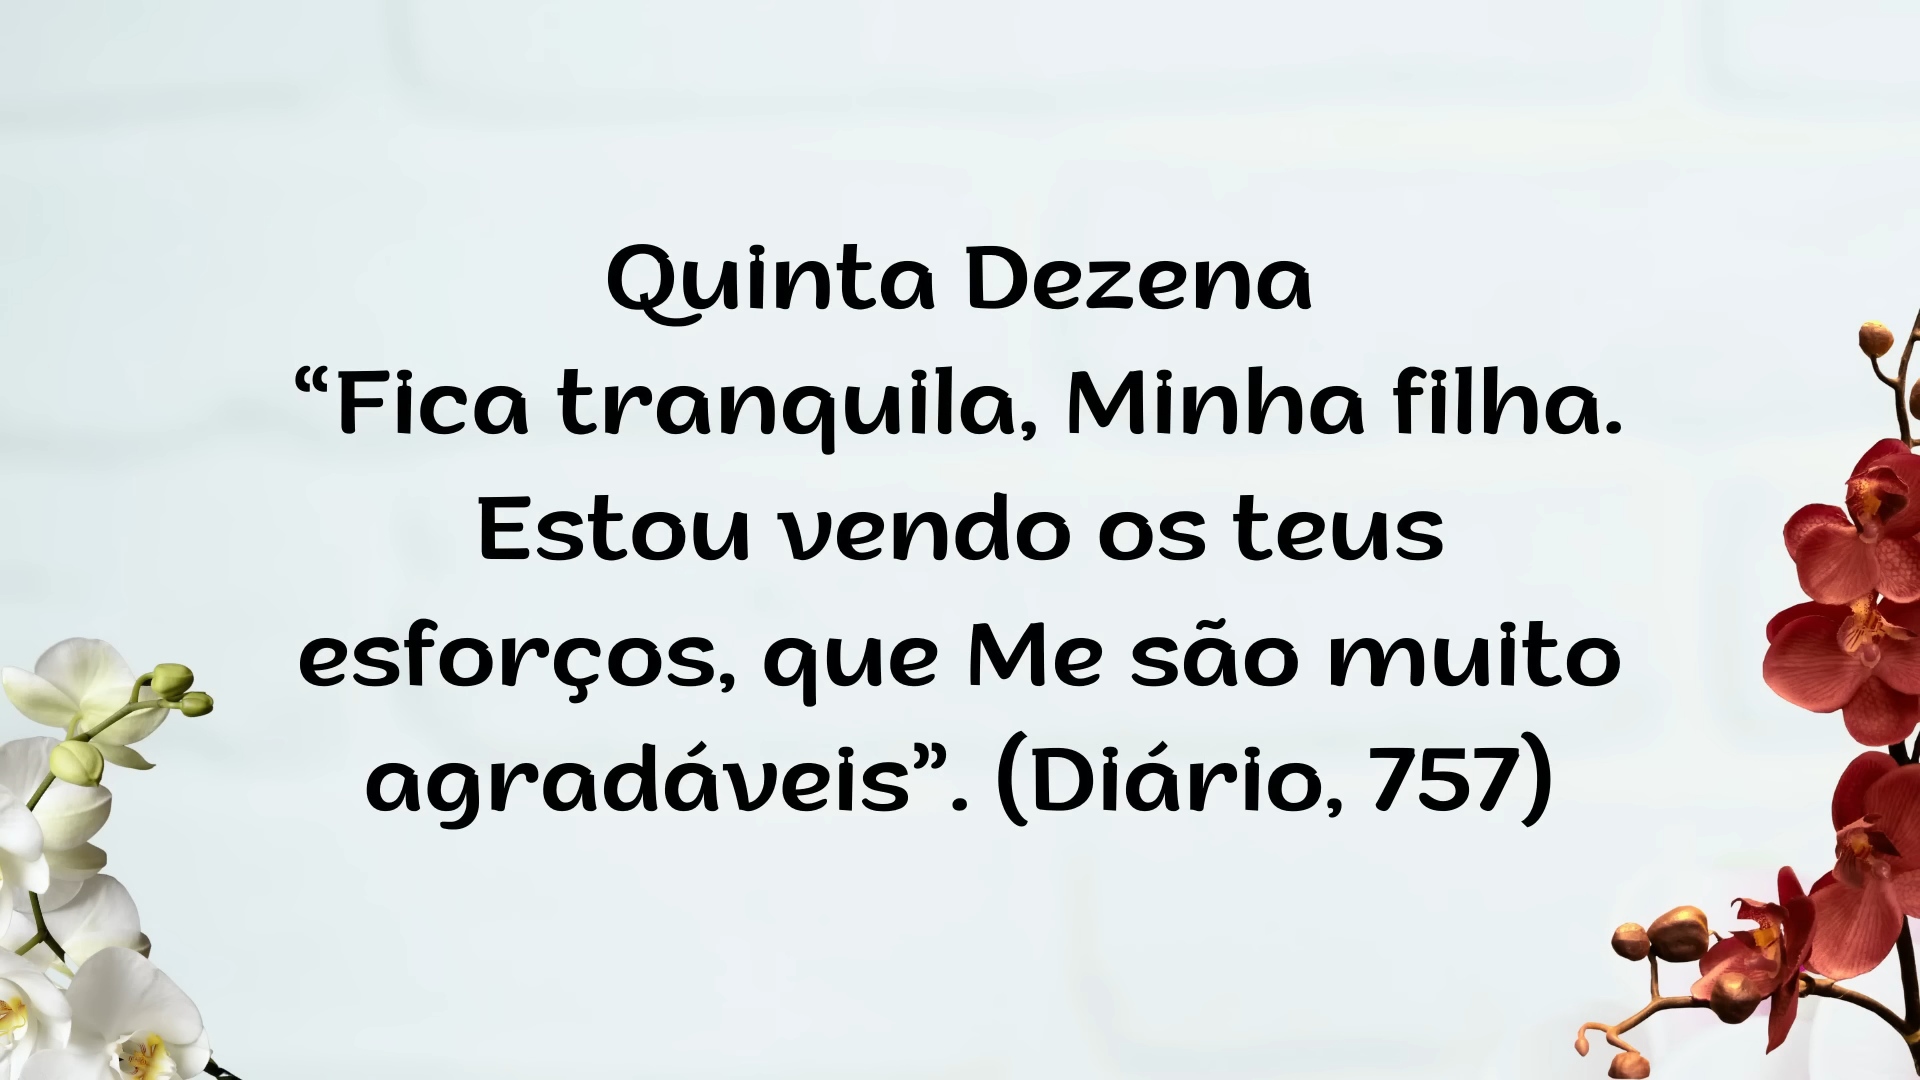 Quinta Dezena
“Fica tranquila, Minha filha.
Estou vendo os teus
esforços, que Me são muito
agradáveis”. (Diário, 757)